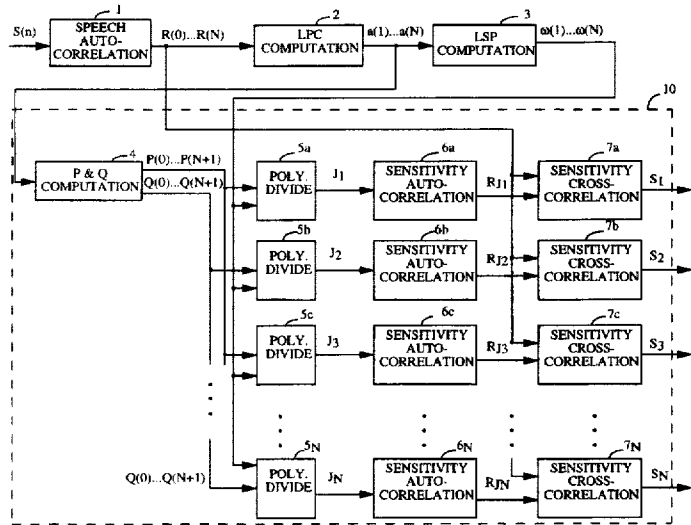 1
2
3
S(n)
SPEECH
AUTO-
CORRELATION
R(0)...R(N)
LPC
COMPUTATION
a(1)...a(N)
LSP
COMPUTATION
ω(1)...ω(N)
10
4
P & Q
COMPUTATION
P(0)...P(N+1)
Q(0)...Q(N+1)
5a
POLY.
DIVIDE
J1
6a
SENSITIVITY
AUTO-
CORRELATION
RJ1
7a
SENSITIVITY
CROSS-
CORRELATION
S1
5b
POLY.
DIVIDE
J2
6b
SENSITIVITY
AUTO-
CORRELATION
RJ2
7b
SENSITIVITY
CROSS-
CORRELATION
S2
5c
POLY.
DIVIDE
J3
6c
SENSITIVITY
AUTO-
CORRELATION
RJ3
7c
SENSITIVITY
CROSS-
CORRELATION
S3
Q(0)...Q(N+1)
5N
POLY.
DIVIDE
JN
6N
SENSITIVITY
AUTO-
CORRELATION
RJN
7N
SENSITIVITY
CROSS-
CORRELATION
SN